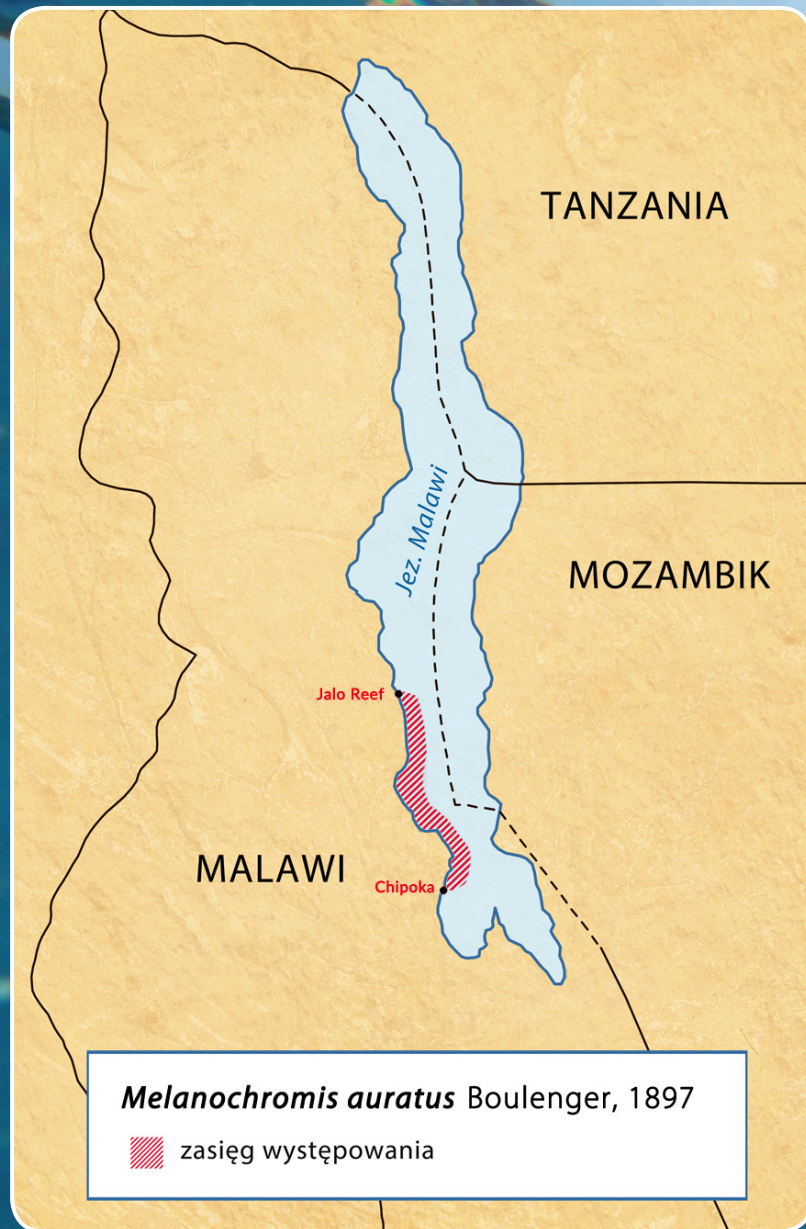 TANZANIA
Jez. Malawi
MOZAMBIK
Jalo Reef
MALAWI
Chipoka
Melanochromis auratus Boulenger, 1897
zasięg występowania